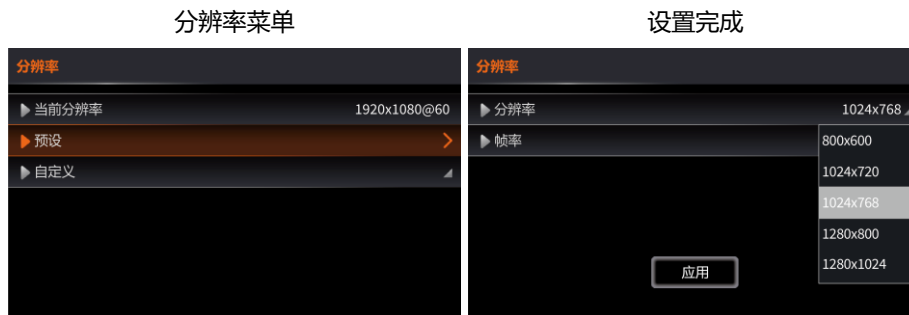 分辨率菜单
设置完成
分辨率
当前分辨率 1920x1080@60
预设
自定义
分辨率
分辨率 1024x768
帧率
800x600
1024x720
1024x768
1280x800
1280x1024
应用